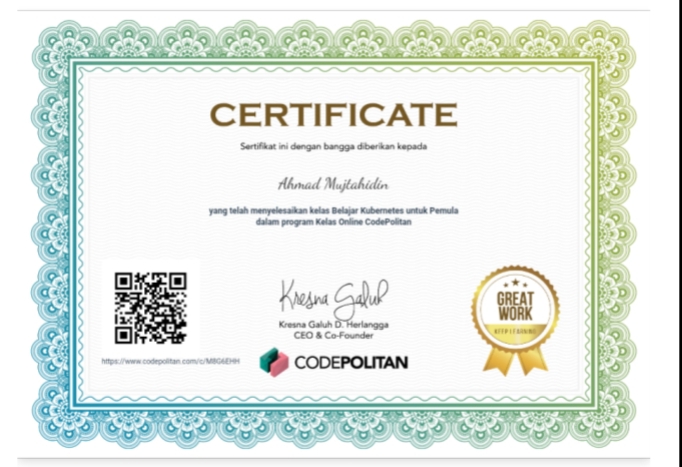 CERTIFICATE
Sertifikat ini dengan bangga diberikan kepada
Ahmad Mujtahidin
yang telah menyelesaikan kelas Belajar Kubernetes untuk Pemula
dalam program Kelas Online CodePolitan
Kresna Galuh
Kresna Galuh D. Herlangga
CEO & Co-Founder
https://www.codepolitan.com/c/M8G6EHH
CODEPOLITAN
GREAT
WORK
KEEP LEARNING